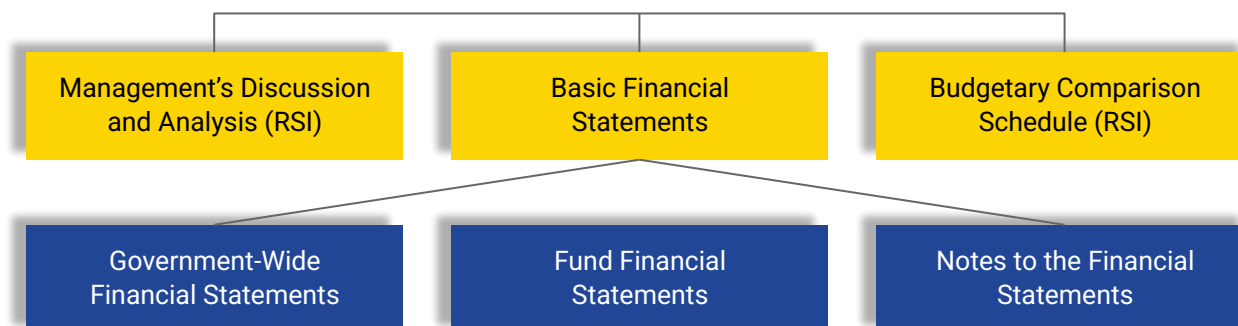 Management’s Discussion
and Analysis (RSI)
Basic Financial
Statements
Budgetary Comparison
Schedule (RSI)
Government-Wide
Financial Statements
Fund Financial
Statements
Notes to the Financial
Statements